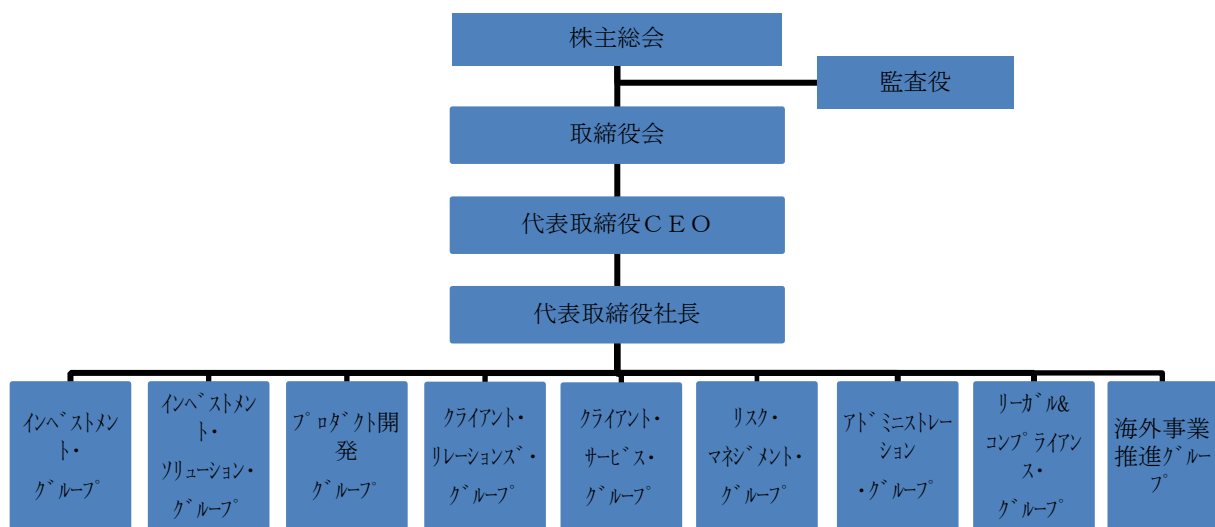 株主総会
監査役
取締役会
代表取締役ＣＥＯ
代表取締役社長
ｲﾝﾍﾞｽﾄﾒﾝ
ﾄ・
ｸﾞﾙｰﾌﾟ
ｲﾝﾍﾞｽﾄﾒﾝ
ﾄ・
ｿﾘｭｰｼｮﾝ・
ｸﾞﾙｰﾌﾟ
ﾌﾟﾛﾀﾞｸﾄ開
発
ｸﾞﾙｰﾌﾟ
ｸﾗｲｱﾝﾄ・
ﾘﾚｰｼｮﾝｽﾞ・
ｸﾞﾙｰﾌﾟ
ｸﾗｲｱﾝﾄ・
ｻｰﾋﾞｽ・
ｸﾞﾙｰﾌﾟ
ﾘｽｸ・
ﾏﾈｼﾞﾒﾝﾄ・
ｸﾞﾙｰﾌﾟ
ｱﾄﾞﾐﾆｽﾄﾚｰ
ｼｮﾝ
・ｸﾞﾙｰﾌﾟ
ﾘｰｶﾞﾙ&
ｺﾝﾌﾟﾗｲｱﾝ
ｽ・
ｸﾞﾙｰﾌﾟ
海外事業
推進ｸﾞﾙｰ
ﾌﾟ